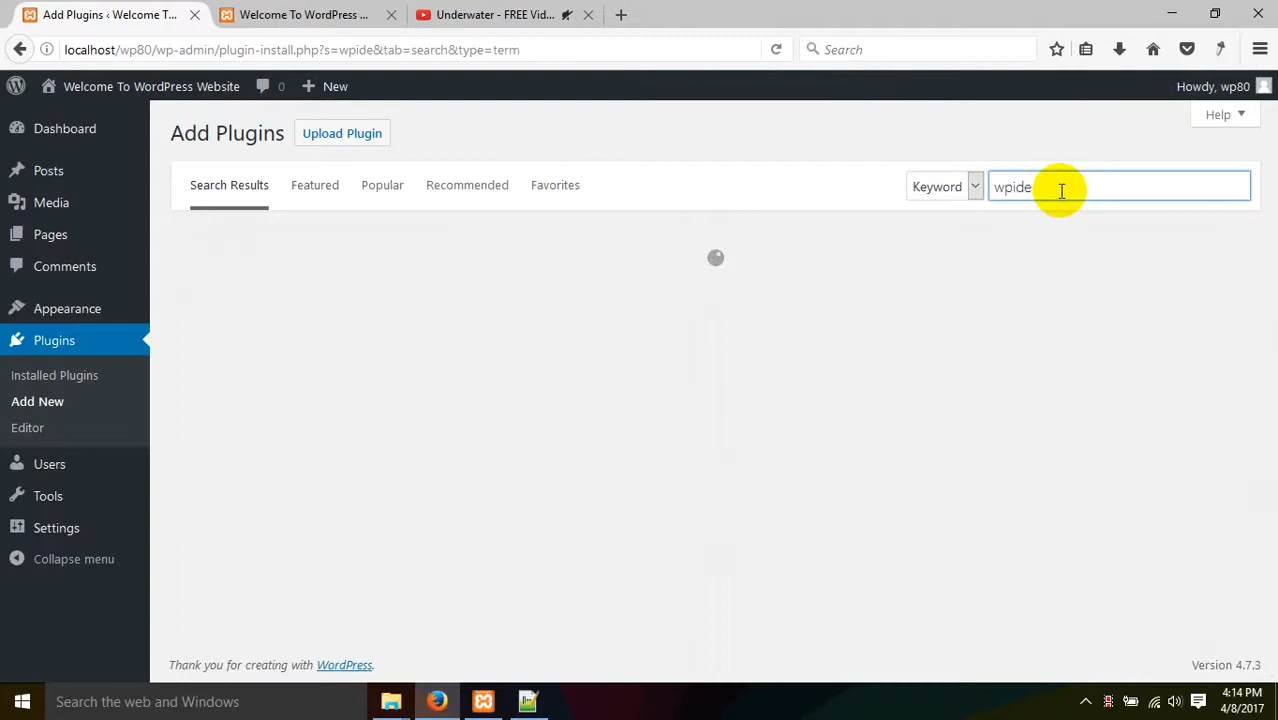 Add Plugins ‹ Welcome T...
Welcome To WordPress ...
Underwater - FREE Vid...
localhost/wp80/wp-admin/plugin-install.php?s=wpide&tab=search&type=term
Search
Welcome To WordPress Website
0
New
Howdy, wp80
Dashboard
Posts
Media
Pages
Comments
Appearance
Plugins
Installed Plugins
Add New
Editor
Users
Tools
Settings
Collapse menu
Help
Add Plugins
Upload Plugin
Search Results
Featured
Popular
Recommended
Favorites
Keyword
wpide
Thank you for creating with WordPress.
Version 4.7.3
Search the web and Windows
4:14 PM
4/8/2017